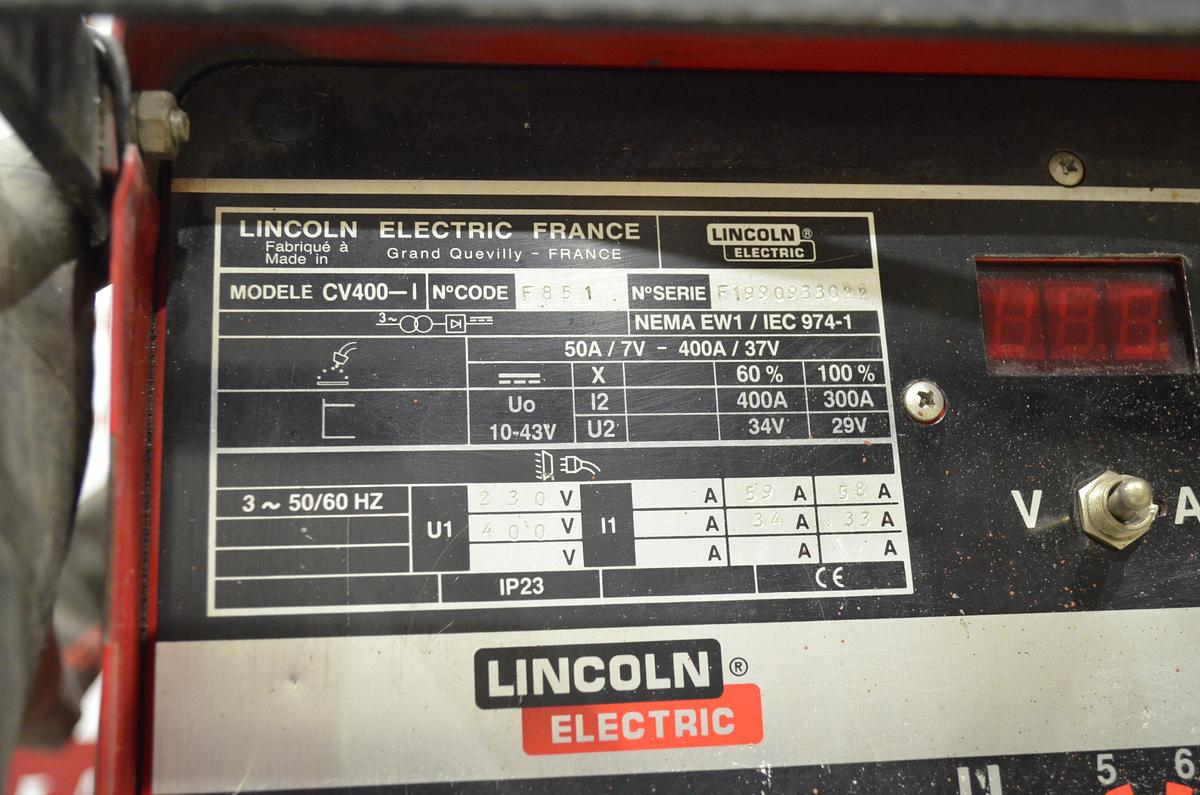 LINCOLN ELECTRIC FRANCE
Fabriqué à
Made in
Grand Quevilly - FRANCE
LINCOLN®
ELECTRIC
MODELE CV400-I
N°CODE F851
N°SERIE F1990933022
3~
NEMA EW1 / IEC 974-1
50A / 7V - 400A / 37V
X 60 % 100 %
Uo I2 400A 300A
10-43V U2 34V 29V
3 ~ 50/60 HZ
U1
230 V
400 V
V
I1
A 59 A 58 A
A 34 A 33 A
A A A
IP23
CE
V
A
LINCOLN®
ELECTRIC
5
6